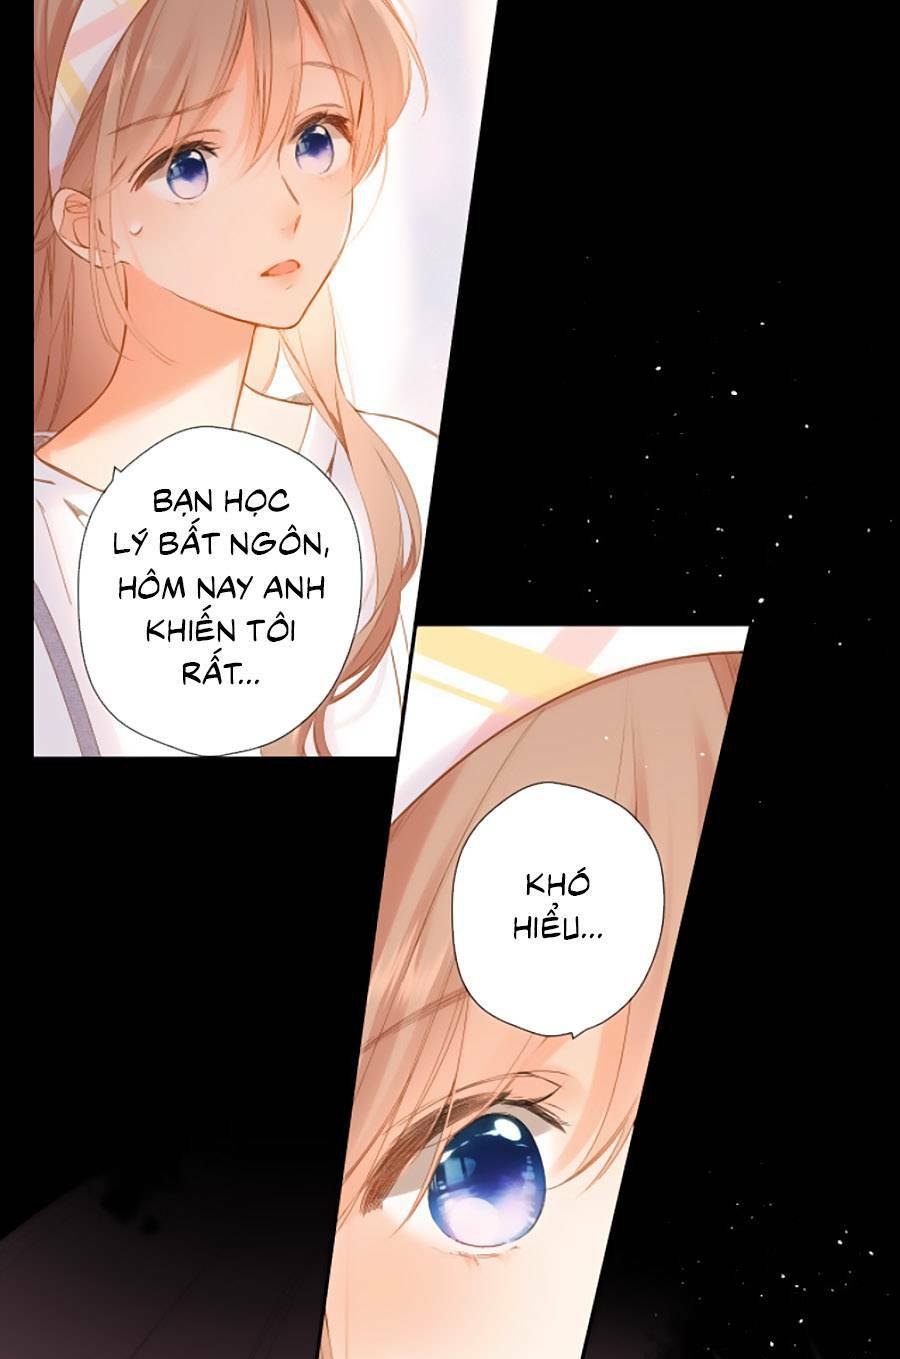 BẠN HỌC
LÝ BẤT NGÔN,
HÔM NAY ANH
KHIẾN TÔI
RẤT...
KHÓ
HIỂU...